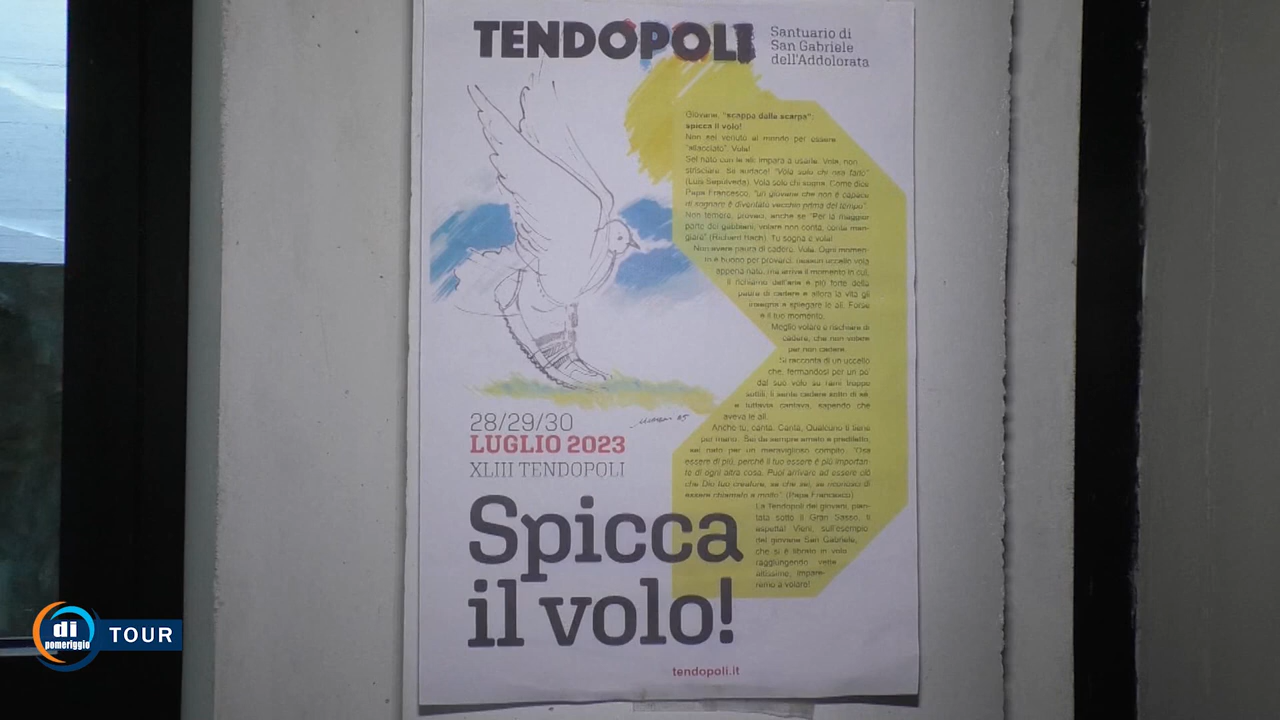 TENDOPOLI
Santuario di
San Gabriele
dell'Addolorata
Giovane, "scappa dalle scarpe":
spicca il volo!
Non sei venuto al mondo per essere
"allacciato". Vola!
Sei nato con le ali: impara a usarle. Vola, non
strisciare. Se audace! "Vola solo chi osa farlo"
(Luis Sepulveda). Vola solo chi sogna. Come dice
Papa Francesco, "un giovane che non è capace
di sognare è diventato vecchio prima del tempo".
Non temere, provaci, anche se "Per la maggior
parte dei gabbiani, volare non conta, conta man-
giare" (Richard Bach). Tu sogna e vola!
Non avere paura di cadere. Vola. Ogni momen-
to è buono per provarci, nessun uccello vola
appena nato, ma arriva il momento in cui,
il richiamo dell'aria è più forte della
paura di cadere e allora la vita gli
insegna a spiegare le ali. Forse
è il tuo momento.
Meglio volare e rischiare di
cadere, che non volare
per non cadere.
Si racconta di un uccello
che, fermandosi per un po'
dal suo volo su rami troppo
sottili, li sente cadere sotto di sé,
e tuttavia cantava, sapendo che
aveva le ali.
Anche tu, canta. Canta, Qualcuno ti tiene
per mano. Sei da sempre amato e prediletto,
sei nato per un meraviglioso compito. "Osa
essere di più, perché il tuo essere è più importan-
te di ogni altra cosa. Puoi arrivare ad essere ciò
che Dio tuo creatore, sa che sei, se riconosci di
essere chiamato a molto" (Papa Francesco)
La Tendopoli dei giovani, pian-
tata sotto il Gran Sasso, ti
aspetta! Vieni, sull'esempio
del giovane San Gabriele,
che si è librato in volo
raggiungendo vette
altissime, impare-
remo a volare!
28/29/30
LUGLIO 2023
XLIII TENDOPOLI
Spicca
il volo!
tendopoli.it
di
pomeriggio
TOUR